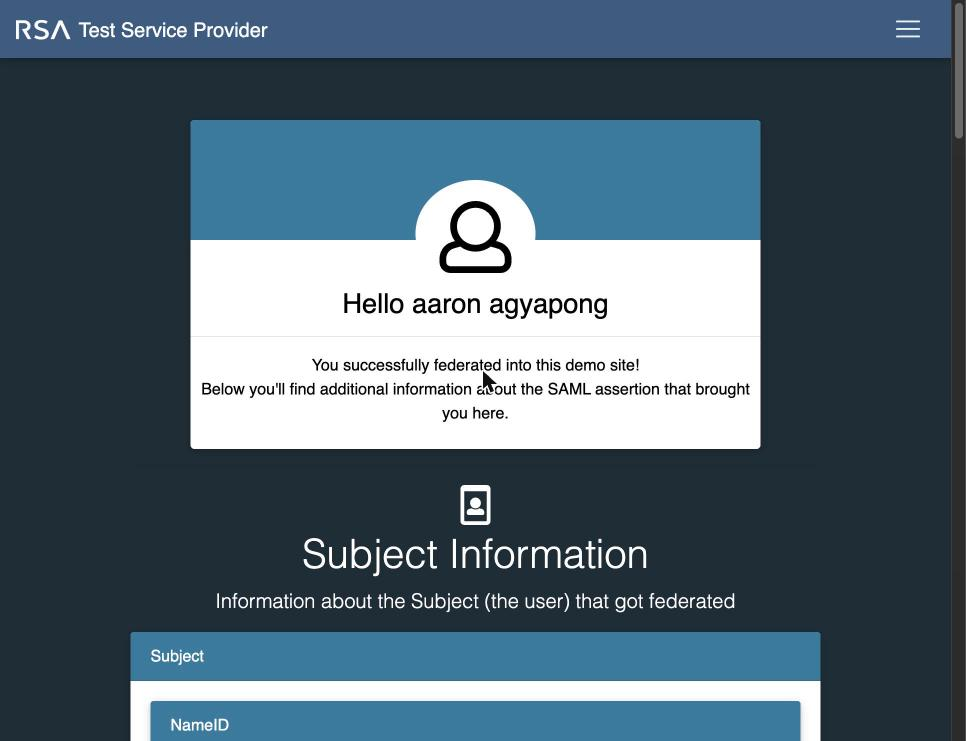 RSA Test Service Provider
Hello aaron agyapong
You successfully federated into this demo site!
Below you'll find additional information about the SAML assertion that brought
you here.
Subject Information
Information about the Subject (the user) that got federated
Subject
NameID